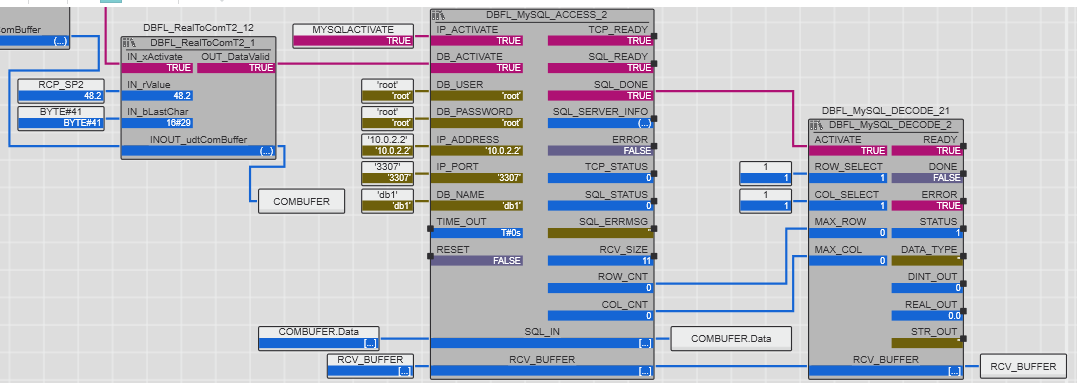 omBuffer
(...)
DBFL_RealToComT2_12
DBFL_RealToComT2_1
IN_xActivate OUT_DataValid
TRUE TRUE
RCP_SP2
48.2
IN_rValue
48.2
BYTE#41
BYTE#41
IN_bLastChar
16#29
INOUT_udtComBuffer
(...)
COMBUFER
MYSQLACTIVATE
TRUE
DBFL_MySQL_ACCESS_2
IP_ACTIVATE TCP_READY
TRUE
DB_ACTIVATE SQL_READY
TRUE
'root'
'root'
DB_USER SQL_DONE
'root' TRUE
'root'
'root'
DB_PASSWORD SQL_SERVER_INFO
'root' (...)
'10.0.2.2'
'10.0.2.2'
IP_ADDRESS ERROR
'10.0.2.2' FALSE
'3307'
'3307'
IP_PORT TCP_STATUS
'3307' 0
'db1'
'db1'
DB_NAME SQL_STATUS
'db1' 0
TIME_OUT SQL_ERRMSG
T#0s ''
RESET RCV_SIZE
FALSE 11
ROW_CNT
0
COL_CNT
0
COMBUFER.Data
[...]
SQL_IN
[...]
COMBUFER.Data
RCV_BUFFER
[...]
RCV_BUFFER
[...]
DBFL_MySQL_DECODE_21
DBFL_MySQL_DECODE_2
ACTIVATE READY
TRUE TRUE
1
1
ROW_SELECT DONE
1 FALSE
1
1
COL_SELECT ERROR
1 TRUE
MAX_ROW STATUS
0 1
MAX_COL DATA_TYPE
0 ''
DINT_OUT
0
REAL_OUT
0.0
STR_OUT
''
RCV_BUFFER
[...]
RCV_BUFFER